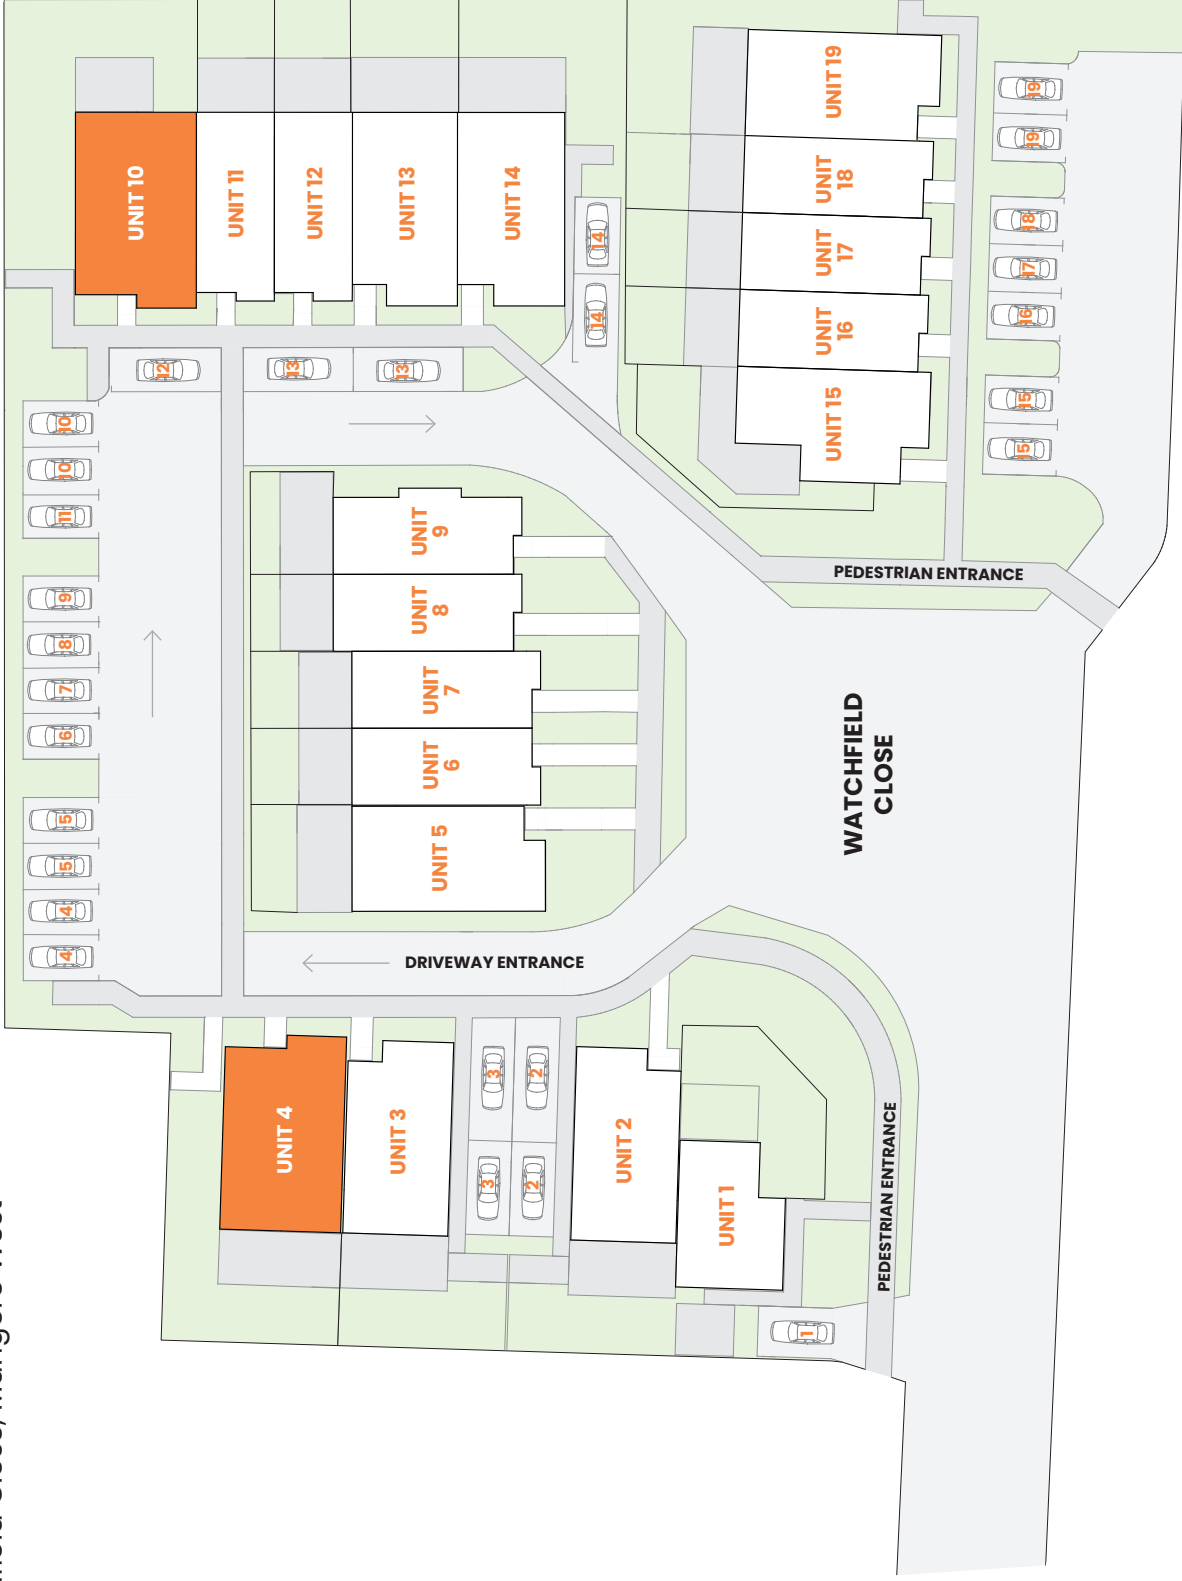 UNIT 10
UNIT 11
UNIT 12
UNIT 13
UNIT 14
UNIT 19
UNIT
18
UNIT
17
UNIT
16
UNIT 15
19
19
18
17
16
15
15
14
14
12
13
13
10
10
11
9
8
7
6
5
5
4
4
UNIT
9
UNIT
8
UNIT
7
UNIT
6
UNIT 5
PEDESTRIAN ENTRANCE
WATCHFIELD
CLOSE
DRIVEWAY ENTRANCE
UNIT 4
UNIT 3
3
2
3
2
UNIT 2
UNIT 1
PEDESTRIAN ENTRANCE
1